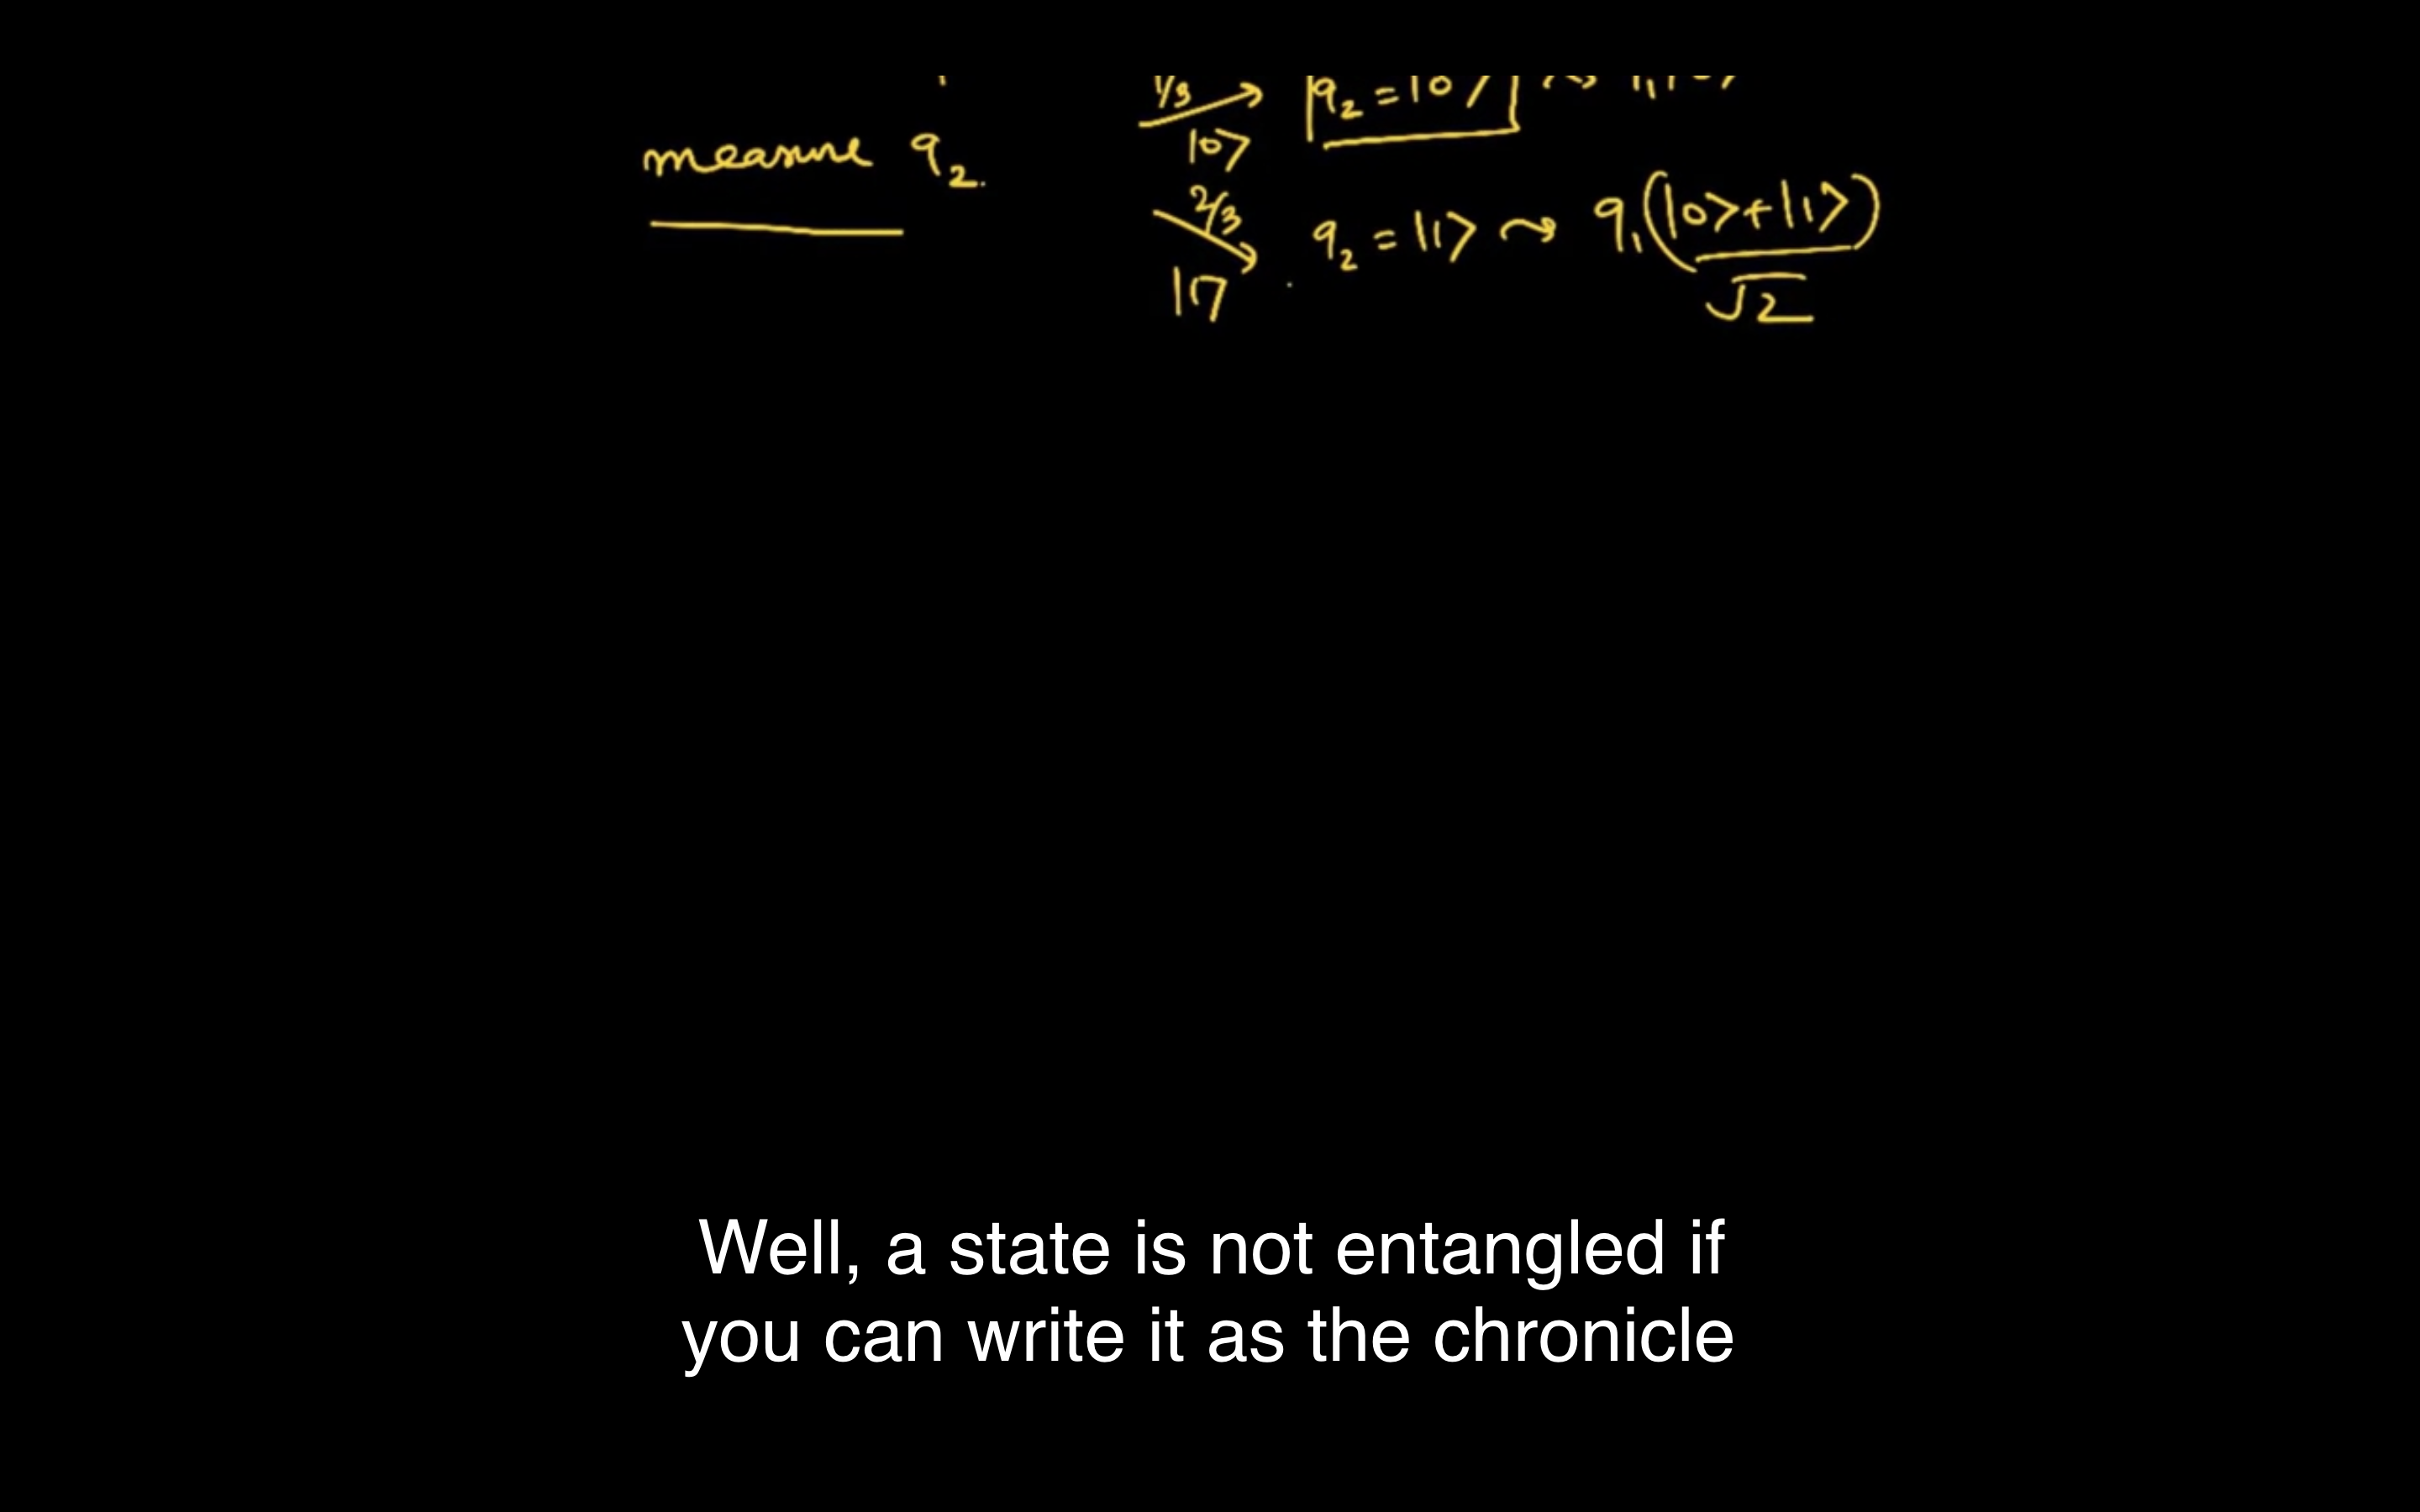 1/3 q₂ = |0⟩
measure q₂. |0⟩
2/3 q₂ = |1⟩ ⤳ q₁(|0⟩+|1⟩)
|1⟩ √2
Well, a state is not entangled if
you can write it as the chronicle